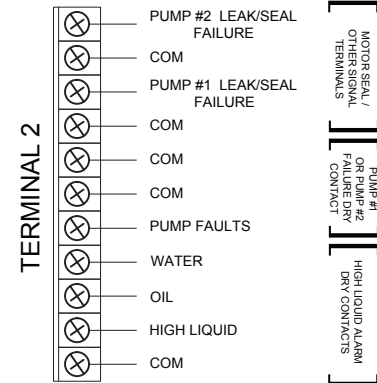 PUMP #2 LEAK/SEAL
FAILURE
COM
PUMP #1 LEAK/SEAL
FAILURE
COM
COM
COM
PUMP FAULTS
WATER
OIL
HIGH LIQUID
COM
TERMINAL 2
MOTOR SEAL /
OTHER SIGNAL
TERMINALS
PUMP #1
OR PUMP #2
FAILURE DRY
CONTACT
HIGH LIQUID ALARM
DRY CONTACTS